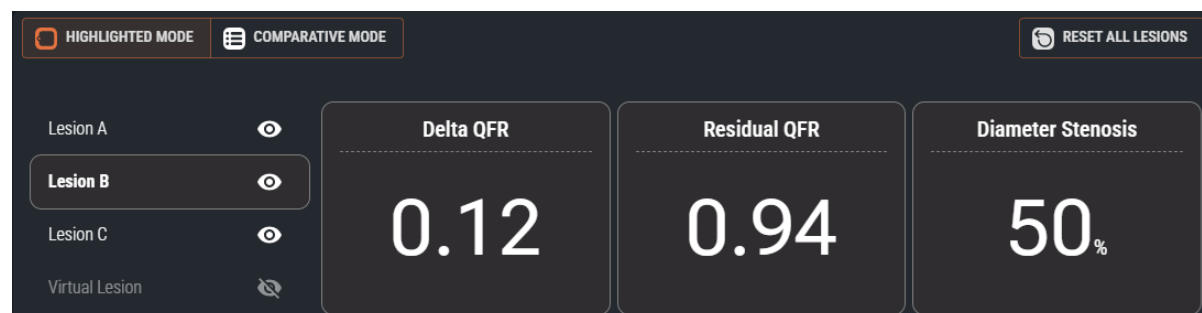 HIGHLIGHTED MODE
COMPARATIVE MODE
RESET ALL LESIONS
Lesion A
Lesion B
Lesion C
Virtual Lesion
Delta QFR
0.12
Residual QFR
0.94
Diameter Stenosis
50%